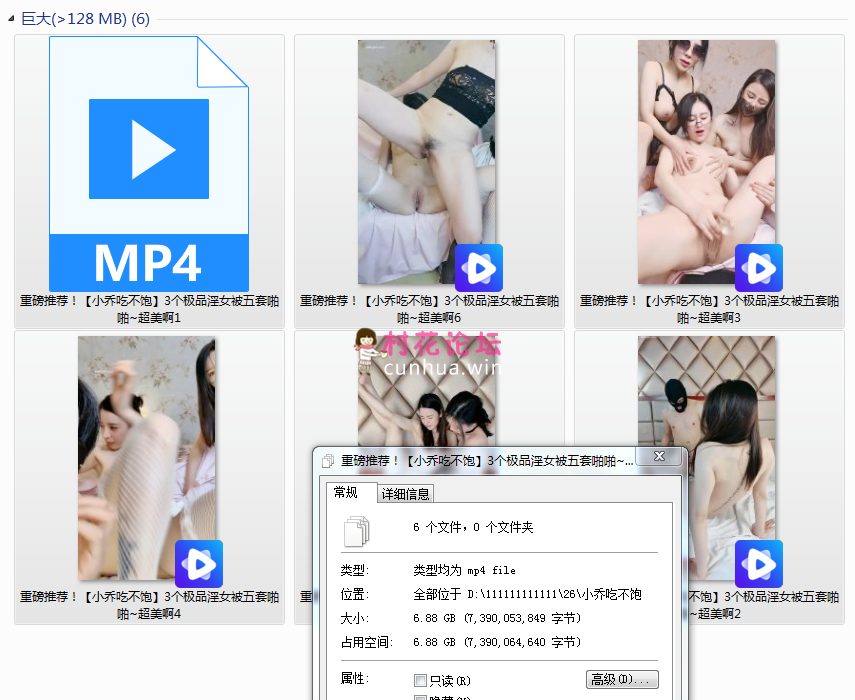 巨大(>128 MB) (6)
MP4
重磅推荐！【小乔吃不饱】3个极品淫女被五套啪
啪~超美啊1
重磅推荐！【小乔吃不饱】3个极品淫女被五套啪
啪~超美啊6
重磅推荐！【小乔吃不饱】3个极品淫女被五套啪
啪~超美啊3
村花论坛
cunhua.win
重磅推荐！【小乔吃不饱】3个极品淫女被五套啪
啪~超美啊4
不饱】3个极品淫女被五套啪
~超美啊2
重磅推荐！【小乔吃不饱】3个极品淫女被五套啪啪~...
常规
详细信息
6 个文件，0 个文件夹
类型:
类型均为 mp4 file
位置:
全部位于 D:\111111111111\26\小乔吃不饱
大小:
6.88 GB (7,390,053,849 字节)
占用空间:
6.88 GB (7,390,064,640 字节)
属性:
只读(R)
高级(D)...